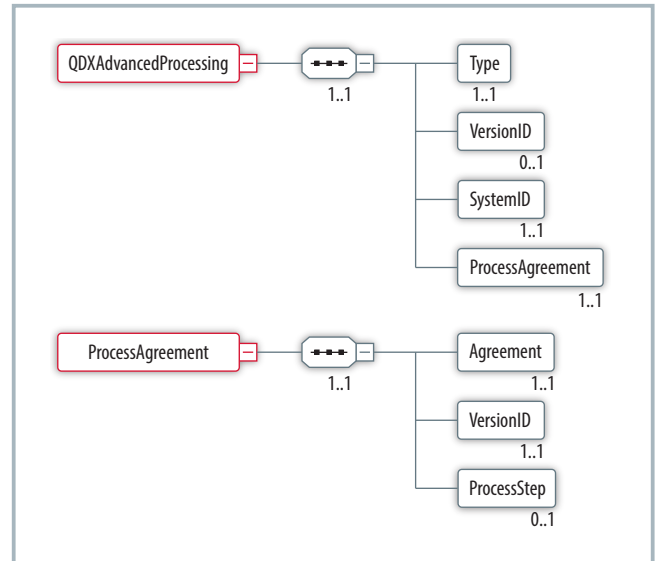 QDXAdvancedProcessing
1..1
Type
1..1
VersionID
0..1
SystemID
1..1
ProcessAgreement
1..1
ProcessAgreement
1..1
Agreement
1..1
VersionID
1..1
ProcessStep
0..1